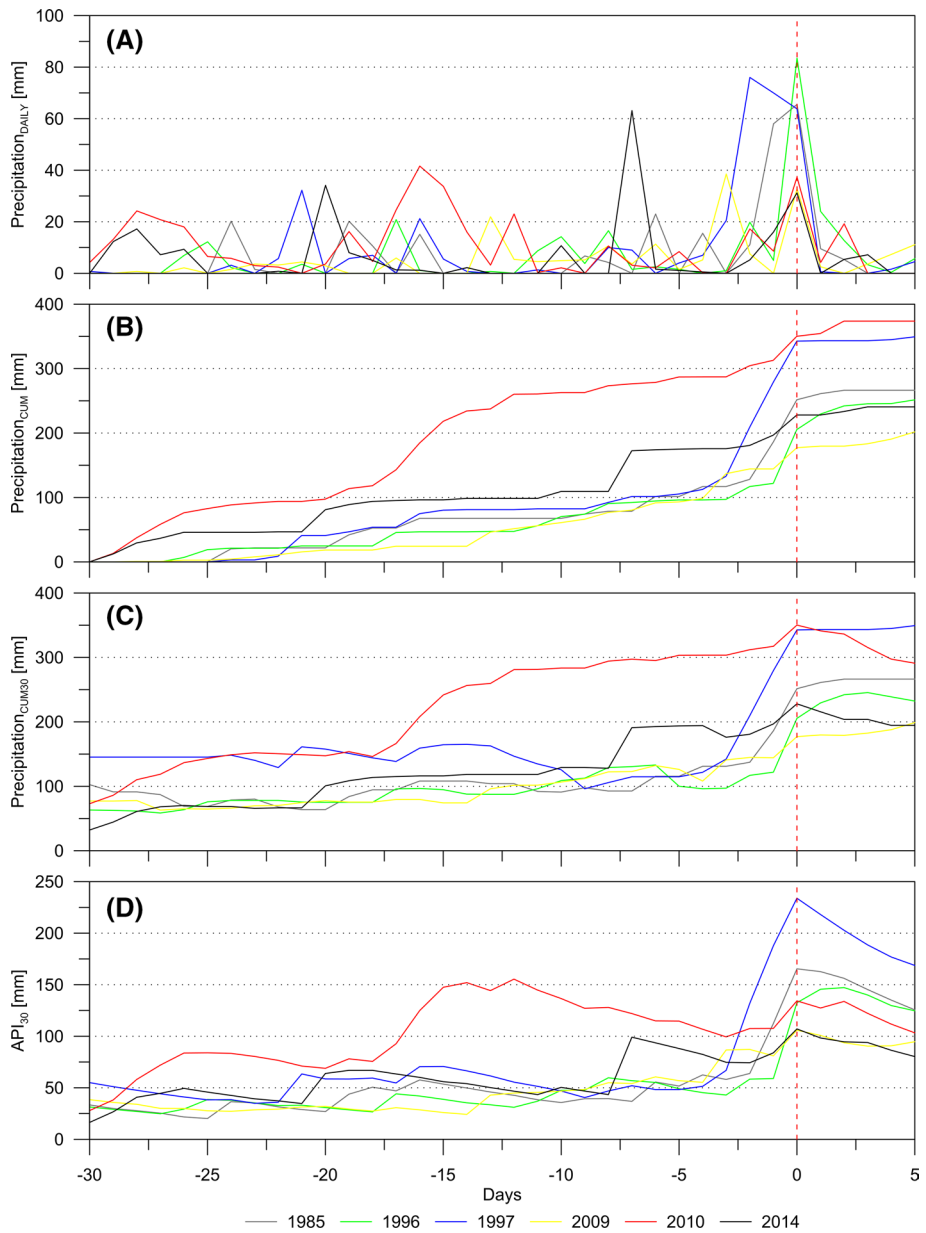 (A)
Precipitation_DAILY [mm]
100
80
60
40
20
0
(B)
Precipitation_CUM [mm]
400
300
200
100
0
(C)
Precipitation_CUM30 [mm]
400
300
200
100
0
(D)
API_30 [mm]
250
200
150
100
50
0
-30 -25 -20 -15 -10 -5 0 5
Days
1985 1996 1997 2009 2010 2014